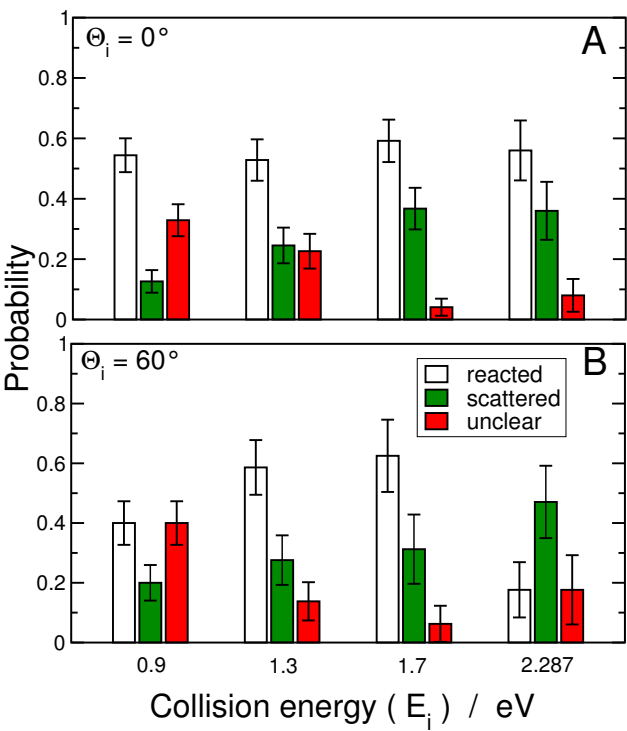 1
Θi = 0° A
0.8
0.6
0.4
0.2
0
Probability
1
Θi = 60° B
reacted
scattered
unclear
0.8
0.6
0.4
0.2
0
0.9 1.3 1.7 2.287
Collision energy ( Ei ) / eV